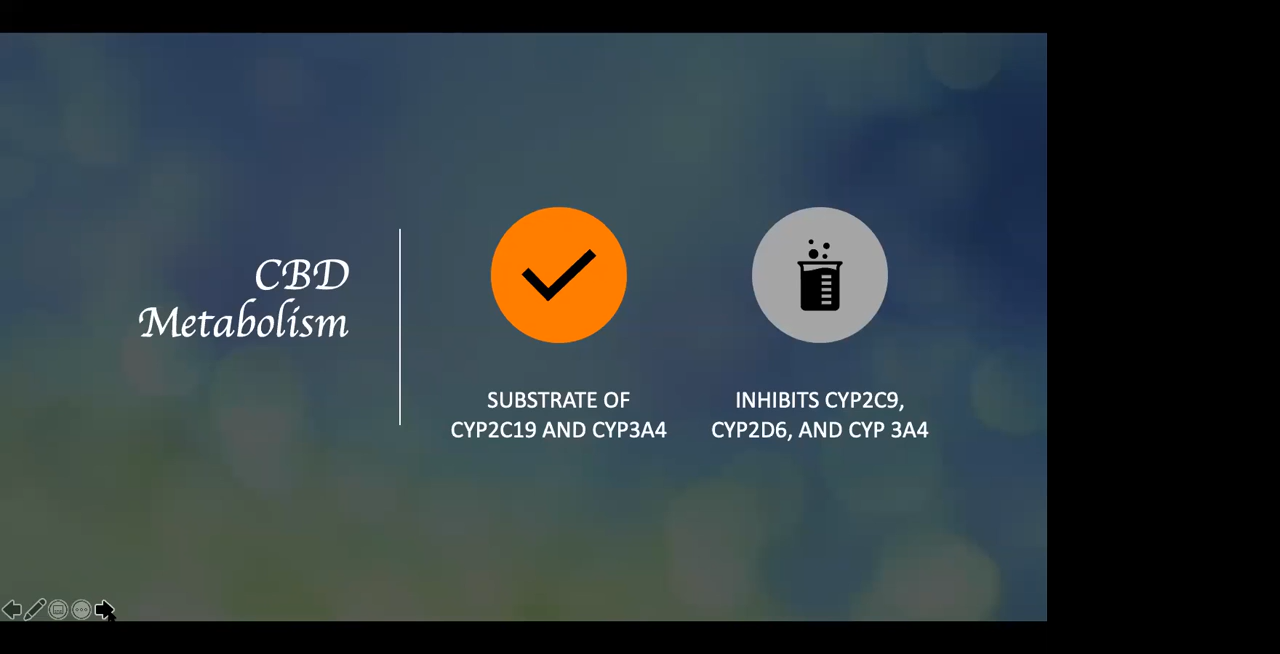 CBD
Metabolism
SUBSTRATE OF
CYP2C19 AND CYP3A4
INHIBITS CYP2C9,
CYP2D6, AND CYP 3A4